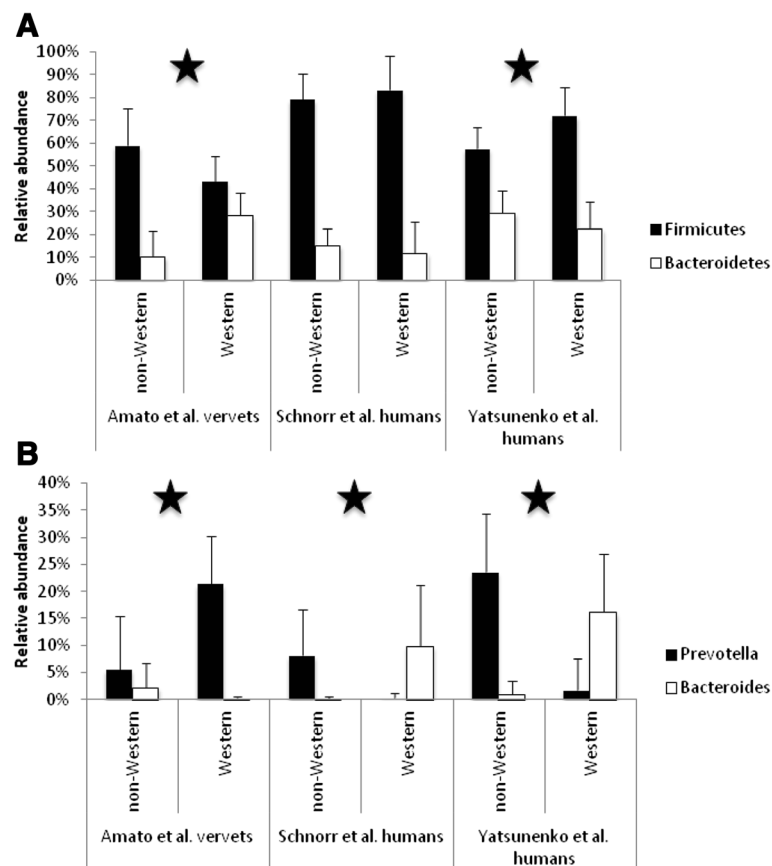 A
Relative abundance
100%
90%
80%
70%
60%
50%
40%
30%
20%
10%
0%
non-Western
Western
non-Western
Western
non-Western
Western
Amato et al. vervets
Schnorr et al. humans
Yatsunenko et al.
humans
Firmicutes
Bacteroidetes
B
Relative abundance
40%
35%
30%
25%
20%
15%
10%
5%
0%
non-Western
Western
non-Western
Western
non-Western
Western
Amato et al. vervets
Schnorr et al. humans
Yatsunenko et al.
humans
Prevotella
Bacteroides